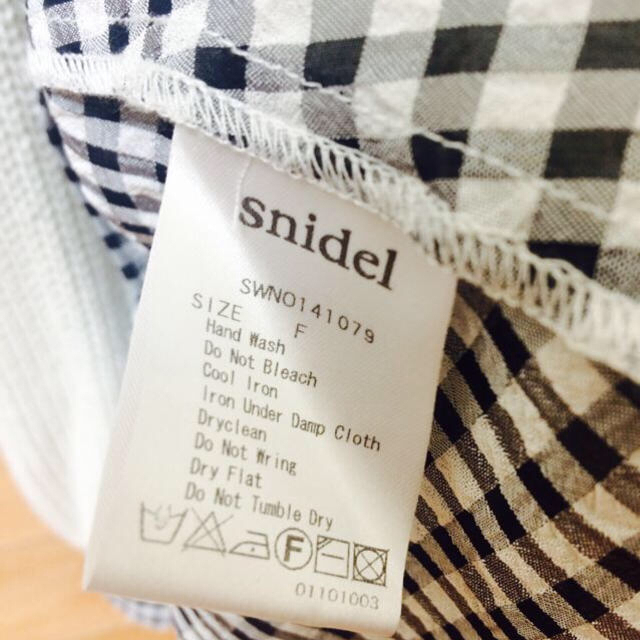 snidel
SWNO141079
SIZE F
Hand Wash
Do Not Bleach
Cool Iron
Iron Under Damp Cloth
Dryclean
Do Not Wring
Dry Flat
Do Not Tumble Dry
F
01101003